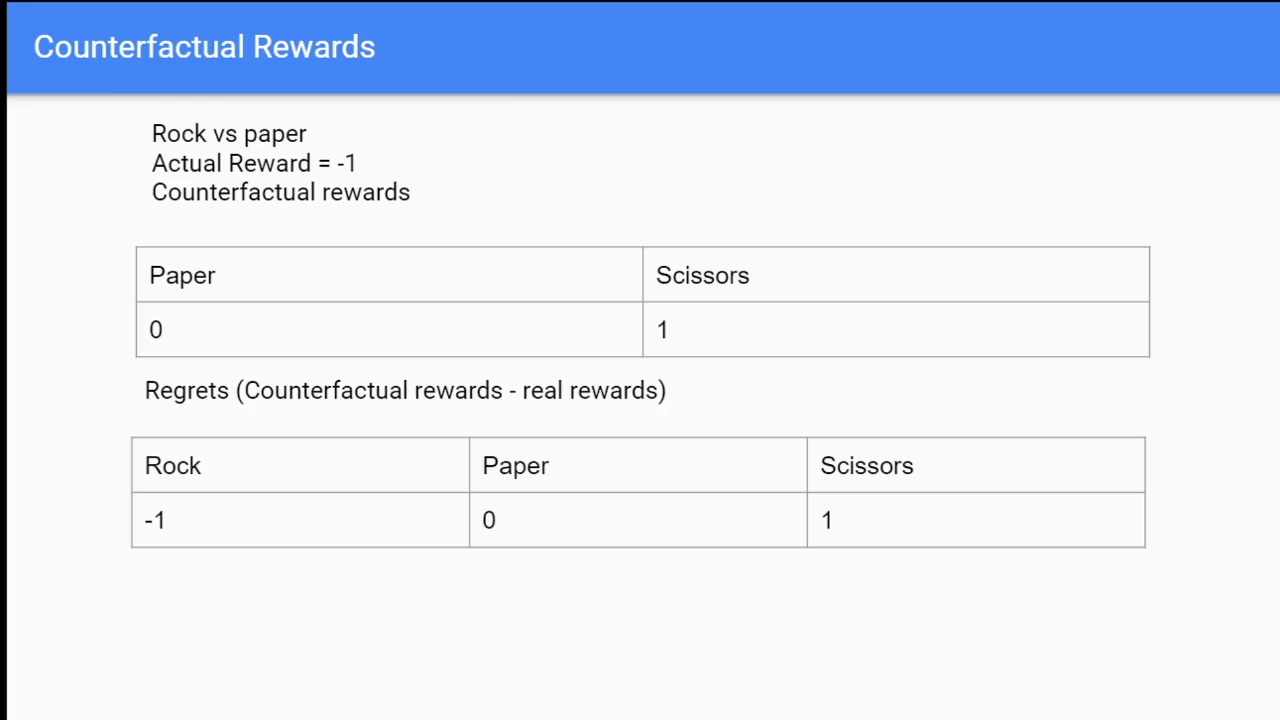 Counterfactual Rewards
Rock vs paper
Actual Reward = -1
Counterfactual rewards
Paper Scissors
0 1
Regrets (Counterfactual rewards - real rewards)
Rock Paper Scissors
-1 0 1